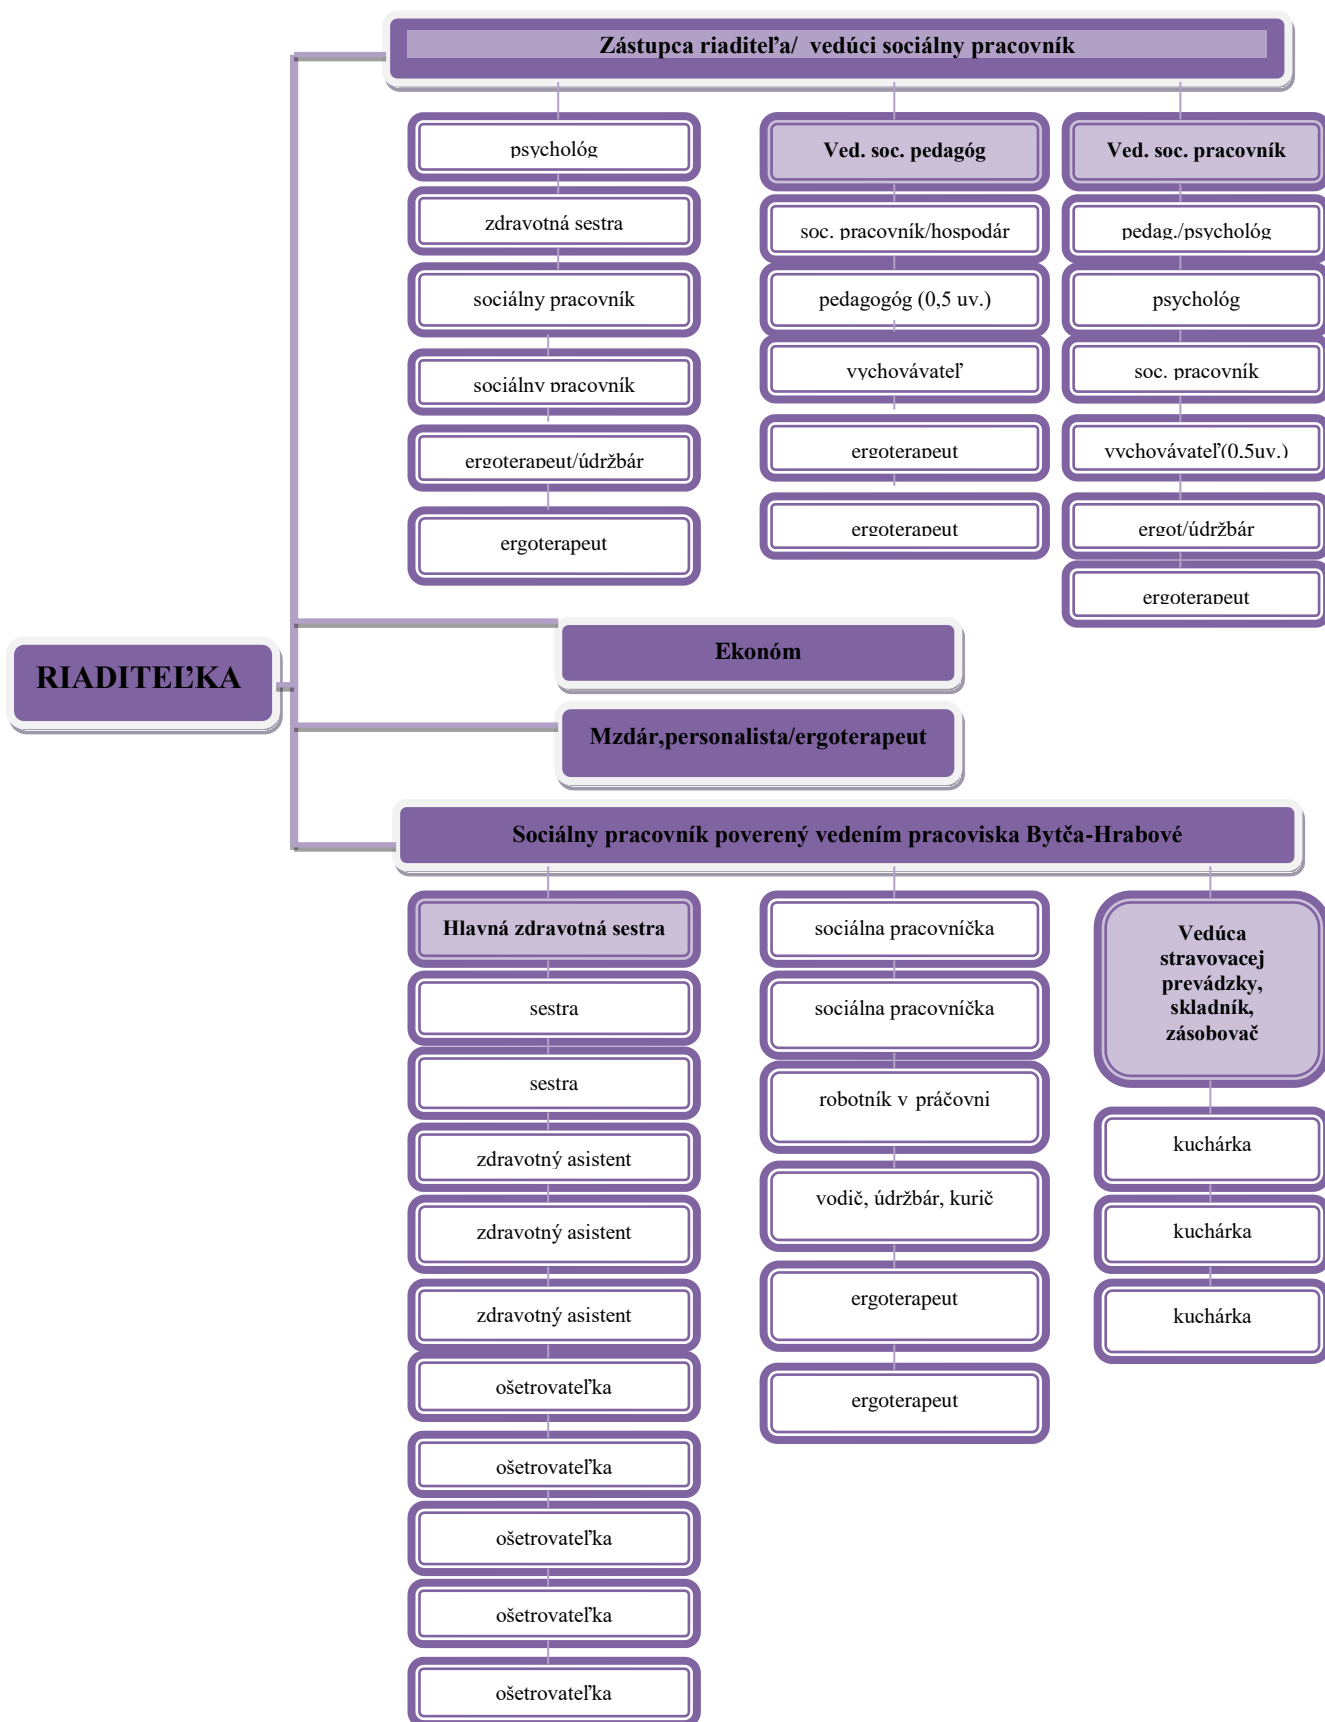 Zástupca riaditeľa/ vedúci sociálny pracovník
psychológ
zdravotná sestra
sociálny pracovník
sociálny pracovník
ergoterapeut/údržbár
ergoterapeut
Ved. soc. pedagóg
soc. pracovník/hospodár
pedagogóg (0,5 uv.)
vychovávateľ
ergoterapeut
ergoterapeut
Ved. soc. pracovník
pedag./psychológ
psychológ
soc. pracovník
vychovávateľ(0,5uv.)
ergot/údržbár
ergoterapeut
RIADITEĽKA
Ekonóm
Mzdár,personalista/ergoterapeut
Sociálny pracovník poverený vedením pracoviska Bytča-Hrabové
Hlavná zdravotná sestra
sestra
sestra
zdravotný asistent
zdravotný asistent
zdravotný asistent
ošetrovateľka
ošetrovateľka
ošetrovateľka
ošetrovateľka
ošetrovateľka
sociálna pracovníčka
sociálna pracovníčka
robotník v práčovni
vodič, údržbár, kurič
ergoterapeut
ergoterapeut
Vedúca
stravovacej
prevádzky,
skladník,
zásobovač
kuchárka
kuchárka
kuchárka